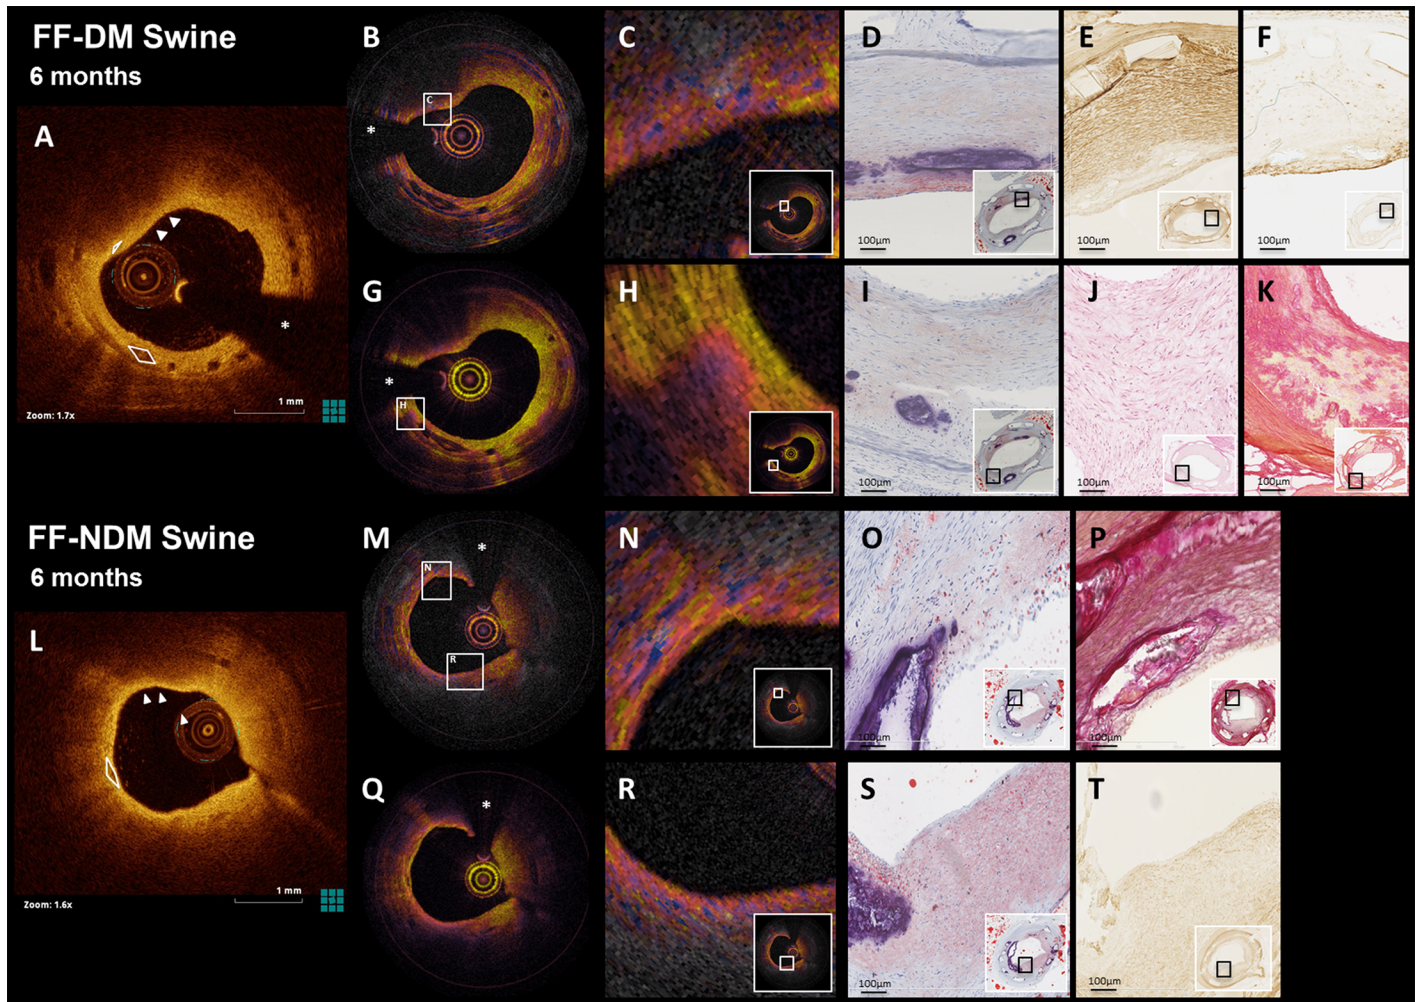 FF-DM Swine
6 months
A
Zoom: 1.7x
1 mm
B
C
*
C
D
100µm
E
100µm
F
100µm
G
*
H
H
I
100µm
J
100µm
K
100µm
FF-NDM Swine
6 months
L
Zoom: 1.6x
1 mm
M
*
N
R
N
O
100µm
P
100µm
Q
*
R
S
100µm
T
100µm